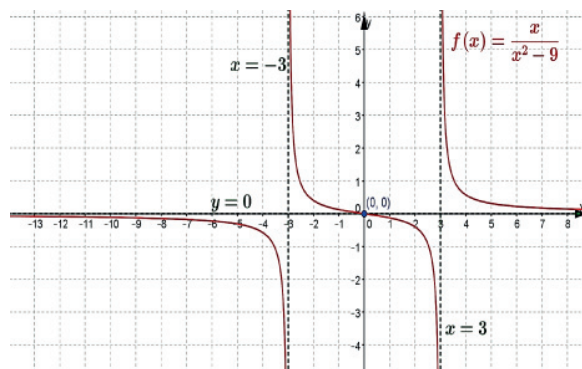 6
y
f(x) = x / (x² − 9)
x = −3
5
4
3
2
1
y = 0
0
(0, 0)
-13 -12 -11 -10 -9 -8 -7 -6 -5 -4 -3 -2 -1 0 1 2 3 4 5 6 7 8
-1
-2
-3
x = 3
-4